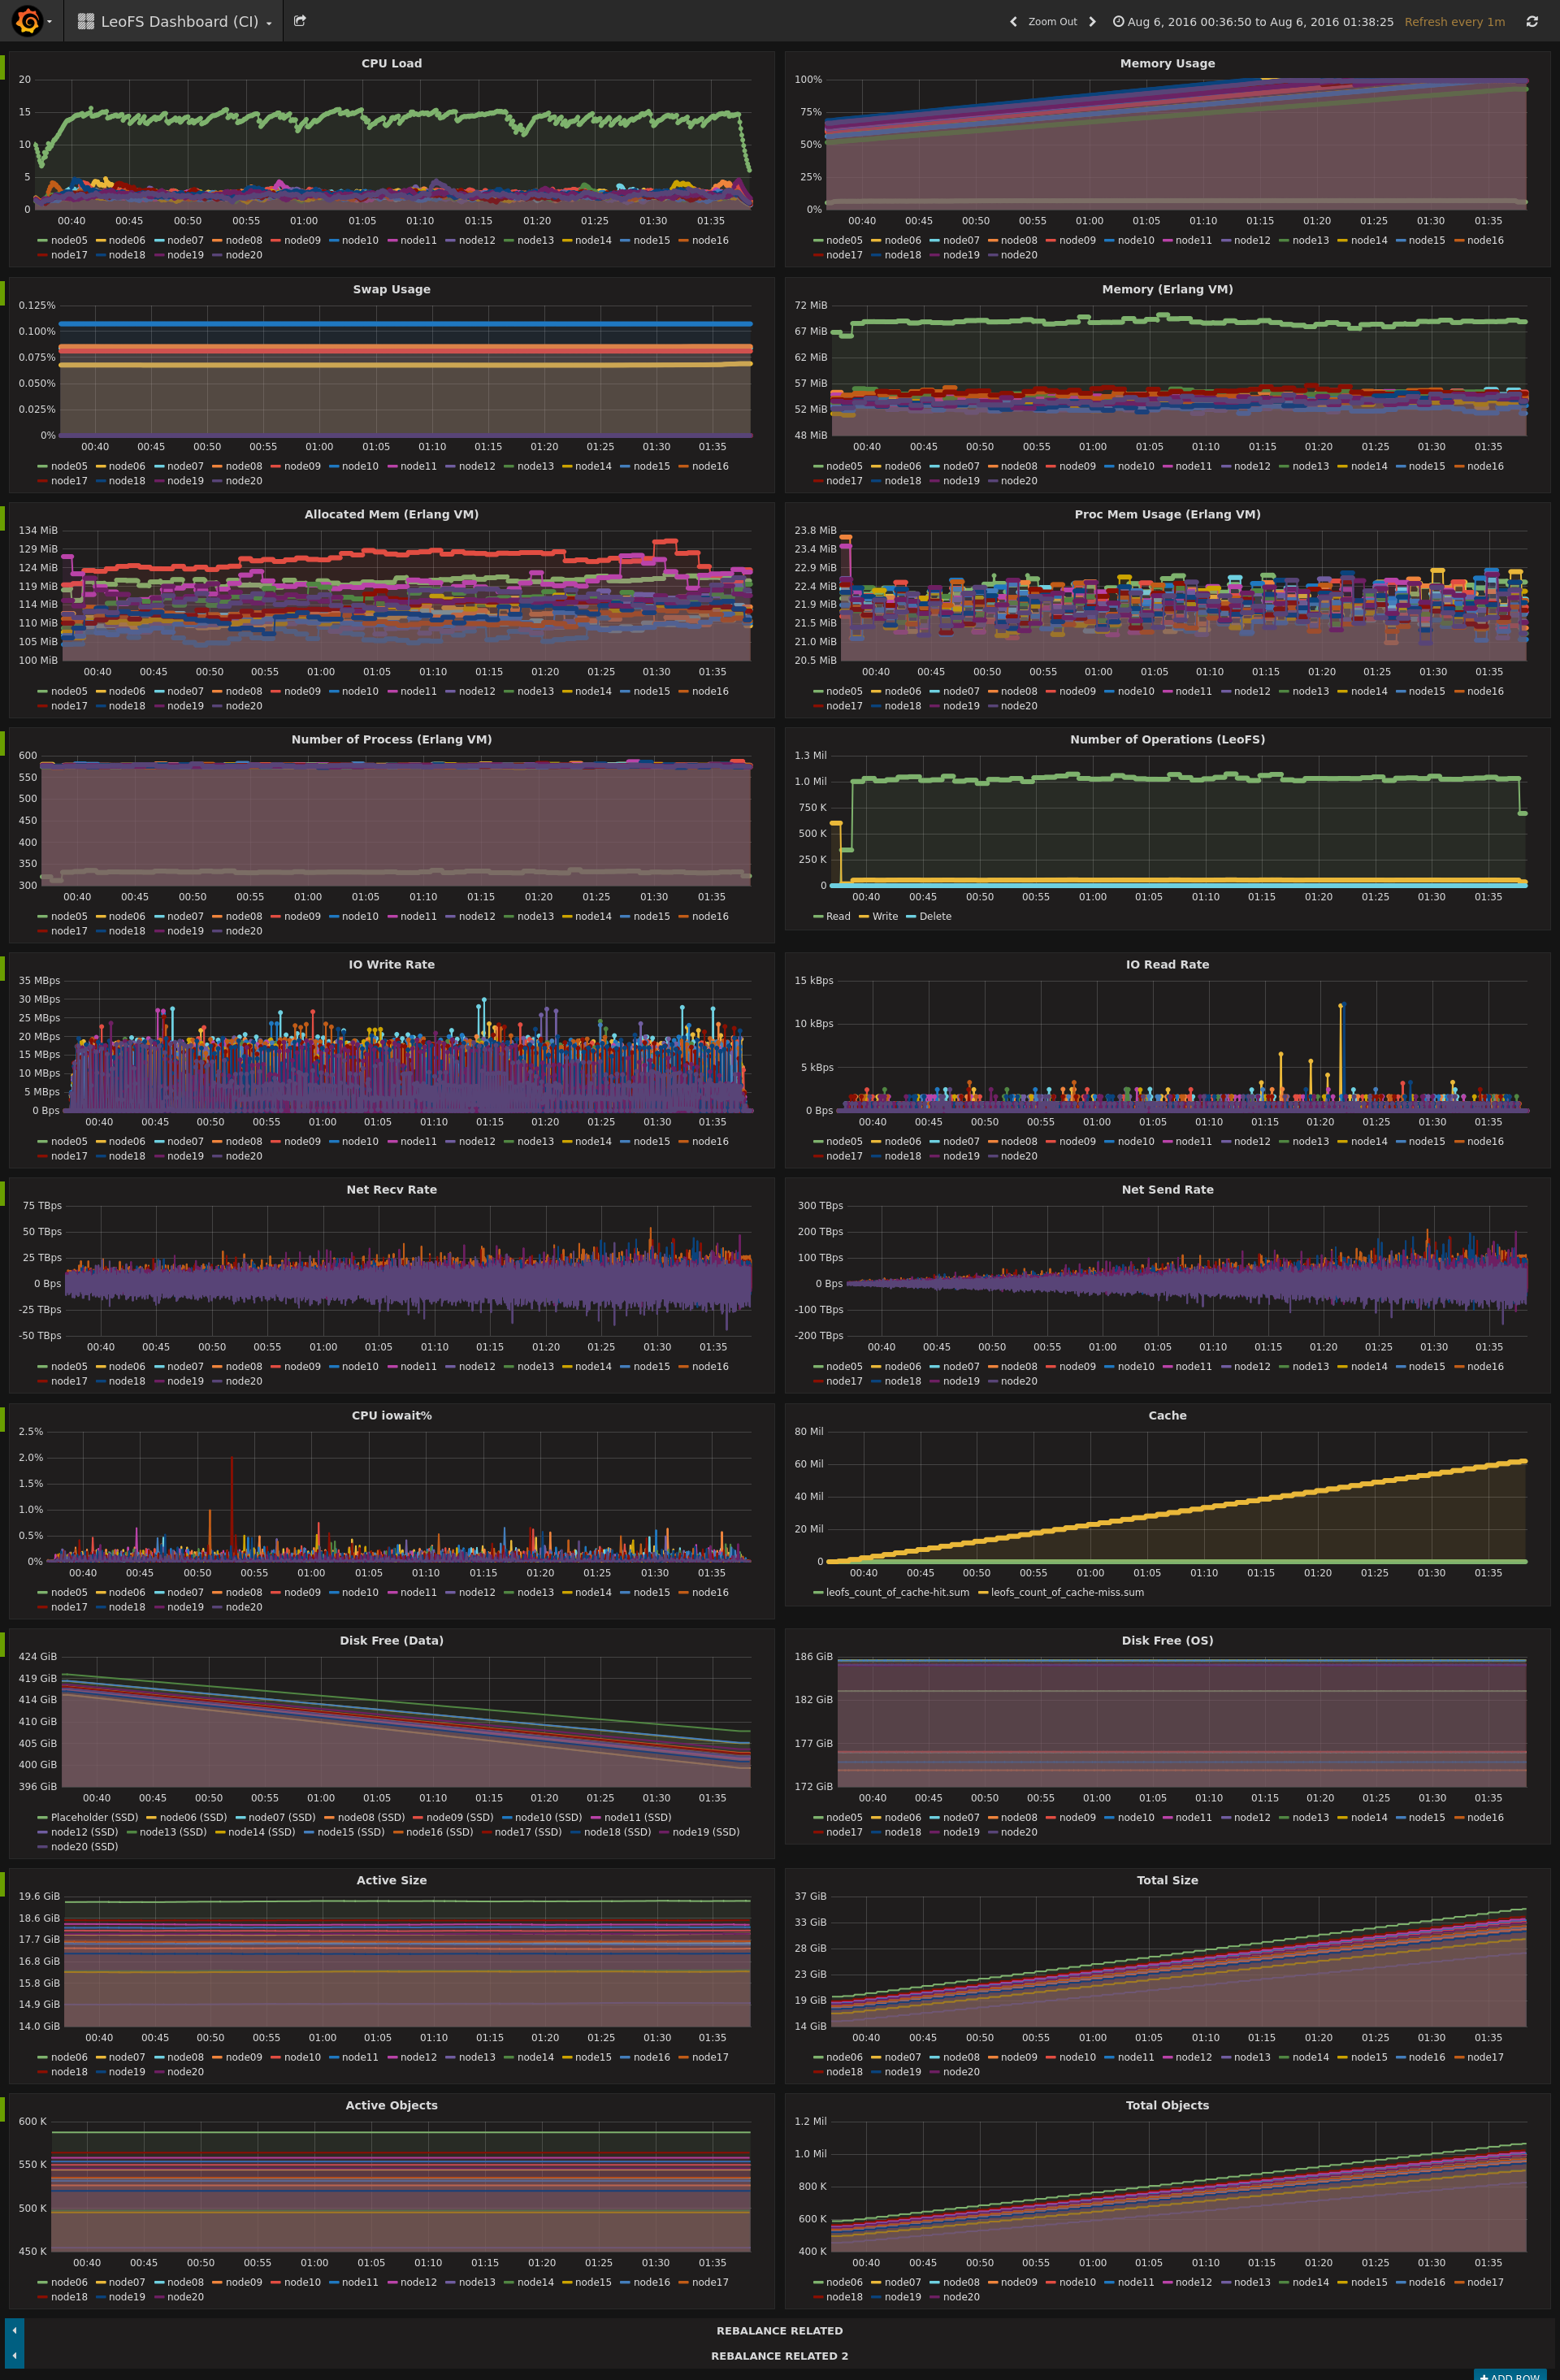 LeoFS Dashboard (CI)
Zoom Out
Aug 6, 2016 00:36:50 to Aug 6, 2016 01:38:25 Refresh every 1m
CPU Load
20
15
10
5
0
00:40 00:45 00:50 00:55 01:00 01:05 01:10 01:15 01:20 01:25 01:30 01:35
node05 node06 node07 node08 node09 node10 node11 node12 node13 node14 node15 node16
node17 node18 node19 node20
Memory Usage
100%
75%
50%
25%
0%
00:40 00:45 00:50 00:55 01:00 01:05 01:10 01:15 01:20 01:25 01:30 01:35
node05 node06 node07 node08 node09 node10 node11 node12 node13 node14 node15 node16
node17 node18 node19 node20
Swap Usage
0.125%
0.100%
0.075%
0.050%
0.025%
0%
00:40 00:45 00:50 00:55 01:00 01:05 01:10 01:15 01:20 01:25 01:30 01:35
node05 node06 node07 node08 node09 node10 node11 node12 node13 node14 node15 node16
node17 node18 node19 node20
Memory (Erlang VM)
72 MiB
67 MiB
62 MiB
57 MiB
52 MiB
48 MiB
00:40 00:45 00:50 00:55 01:00 01:05 01:10 01:15 01:20 01:25 01:30 01:35
node05 node06 node07 node08 node09 node10 node11 node12 node13 node14 node15 node16
node17 node18 node19 node20
Allocated Mem (Erlang VM)
134 MiB
129 MiB
124 MiB
119 MiB
114 MiB
110 MiB
105 MiB
100 MiB
00:40 00:45 00:50 00:55 01:00 01:05 01:10 01:15 01:20 01:25 01:30 01:35
node05 node06 node07 node08 node09 node10 node11 node12 node13 node14 node15 node16
node17 node18 node19 node20
Proc Mem Usage (Erlang VM)
23.8 MiB
23.4 MiB
22.9 MiB
22.4 MiB
21.9 MiB
21.5 MiB
21.0 MiB
20.5 MiB
00:40 00:45 00:50 00:55 01:00 01:05 01:10 01:15 01:20 01:25 01:30 01:35
node05 node06 node07 node08 node09 node10 node11 node12 node13 node14 node15 node16
node17 node18 node19 node20
Number of Process (Erlang VM)
600
550
500
450
400
350
300
00:40 00:45 00:50 00:55 01:00 01:05 01:10 01:15 01:20 01:25 01:30 01:35
node05 node06 node07 node08 node09 node10 node11 node12 node13 node14 node15 node16
node17 node18 node19 node20
Number of Operations (LeoFS)
1.3 Mil
1.0 Mil
750 K
500 K
250 K
0
00:40 00:45 00:50 00:55 01:00 01:05 01:10 01:15 01:20 01:25 01:30 01:35
Read Write Delete
IO Write Rate
35 MBps
30 MBps
25 MBps
20 MBps
15 MBps
10 MBps
5 MBps
0 Bps
00:40 00:45 00:50 00:55 01:00 01:05 01:10 01:15 01:20 01:25 01:30 01:35
node05 node06 node07 node08 node09 node10 node11 node12 node13 node14 node15 node16
node17 node18 node19 node20
IO Read Rate
15 kBps
10 kBps
5 kBps
0 Bps
00:40 00:45 00:50 00:55 01:00 01:05 01:10 01:15 01:20 01:25 01:30 01:35
node05 node06 node07 node08 node09 node10 node11 node12 node13 node14 node15 node16
node17 node18 node19 node20
Net Recv Rate
75 TBps
50 TBps
25 TBps
0 Bps
-25 TBps
-50 TBps
00:40 00:45 00:50 00:55 01:00 01:05 01:10 01:15 01:20 01:25 01:30 01:35
node05 node06 node07 node08 node09 node10 node11 node12 node13 node14 node15 node16
node17 node18 node19 node20
Net Send Rate
300 TBps
200 TBps
100 TBps
0 Bps
-100 TBps
-200 TBps
00:40 00:45 00:50 00:55 01:00 01:05 01:10 01:15 01:20 01:25 01:30 01:35
node05 node06 node07 node08 node09 node10 node11 node12 node13 node14 node15 node16
node17 node18 node19 node20
CPU iowait%
2.5%
2.0%
1.5%
1.0%
0.5%
0%
00:40 00:45 00:50 00:55 01:00 01:05 01:10 01:15 01:20 01:25 01:30 01:35
node05 node06 node07 node08 node09 node10 node11 node12 node13 node14 node15 node16
node17 node18 node19 node20
Cache
80 Mil
60 Mil
40 Mil
20 Mil
0
00:40 00:45 00:50 00:55 01:00 01:05 01:10 01:15 01:20 01:25 01:30 01:35
leofs_count_of_cache-hit.sum leofs_count_of_cache-miss.sum
Disk Free (Data)
424 GiB
419 GiB
414 GiB
410 GiB
405 GiB
400 GiB
396 GiB
00:40 00:45 00:50 00:55 01:00 01:05 01:10 01:15 01:20 01:25 01:30 01:35
Placeholder (SSD) node06 (SSD) node07 (SSD) node08 (SSD) node09 (SSD) node10 (SSD) node11 (SSD)
node12 (SSD) node13 (SSD) node14 (SSD) node15 (SSD) node16 (SSD) node17 (SSD) node18 (SSD) node19 (SSD)
node20 (SSD)
Disk Free (OS)
186 GiB
182 GiB
177 GiB
172 GiB
00:40 00:45 00:50 00:55 01:00 01:05 01:10 01:15 01:20 01:25 01:30 01:35
node05 node06 node07 node08 node09 node10 node11 node12 node13 node14 node15 node16
node17 node18 node19 node20
Active Size
19.6 GiB
18.6 GiB
17.7 GiB
16.8 GiB
15.8 GiB
14.9 GiB
14.0 GiB
00:40 00:45 00:50 00:55 01:00 01:05 01:10 01:15 01:20 01:25 01:30 01:35
node06 node07 node08 node09 node10 node11 node12 node13 node14 node15 node16 node17
node18 node19 node20
Total Size
37 GiB
33 GiB
28 GiB
23 GiB
19 GiB
14 GiB
00:40 00:45 00:50 00:55 01:00 01:05 01:10 01:15 01:20 01:25 01:30 01:35
node06 node07 node08 node09 node10 node11 node12 node13 node14 node15 node16 node17
node18 node19 node20
Active Objects
600 K
550 K
500 K
450 K
00:40 00:45 00:50 00:55 01:00 01:05 01:10 01:15 01:20 01:25 01:30 01:35
node06 node07 node08 node09 node10 node11 node12 node13 node14 node15 node16 node17
node18 node19 node20
Total Objects
1.2 Mil
1.0 Mil
800 K
600 K
400 K
00:40 00:45 00:50 00:55 01:00 01:05 01:10 01:15 01:20 01:25 01:30 01:35
node06 node07 node08 node09 node10 node11 node12 node13 node14 node15 node16 node17
node18 node19 node20
REBALANCE RELATED
REBALANCE RELATED 2
ADD ROW